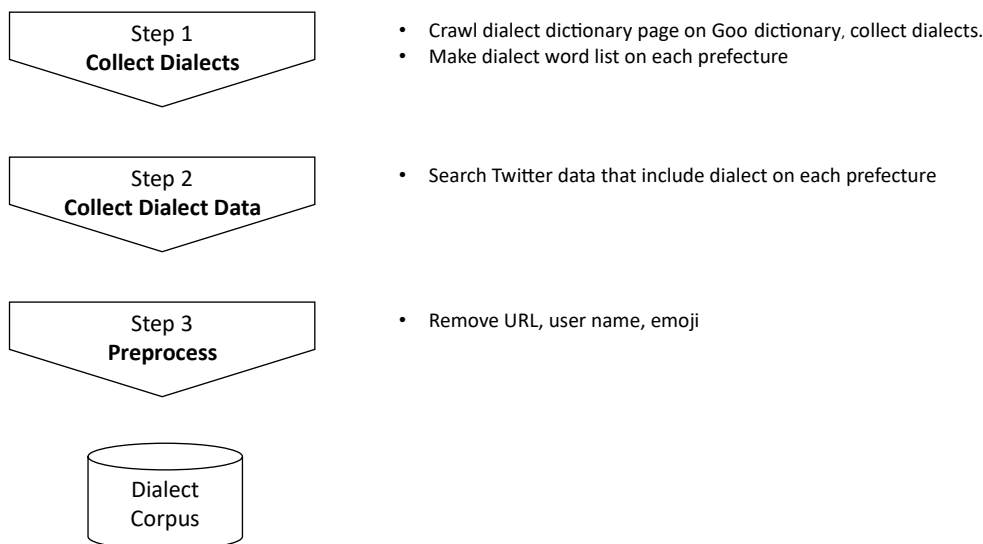 Step 1
Collect Dialects
• Crawl dialect dictionary page on Goo dictionary, collect dialects.
• Make dialect word list on each prefecture
Step 2
Collect Dialect Data
• Search Twitter data that include dialect on each prefecture
Step 3
Preprocess
• Remove URL, user name, emoji
Dialect
Corpus